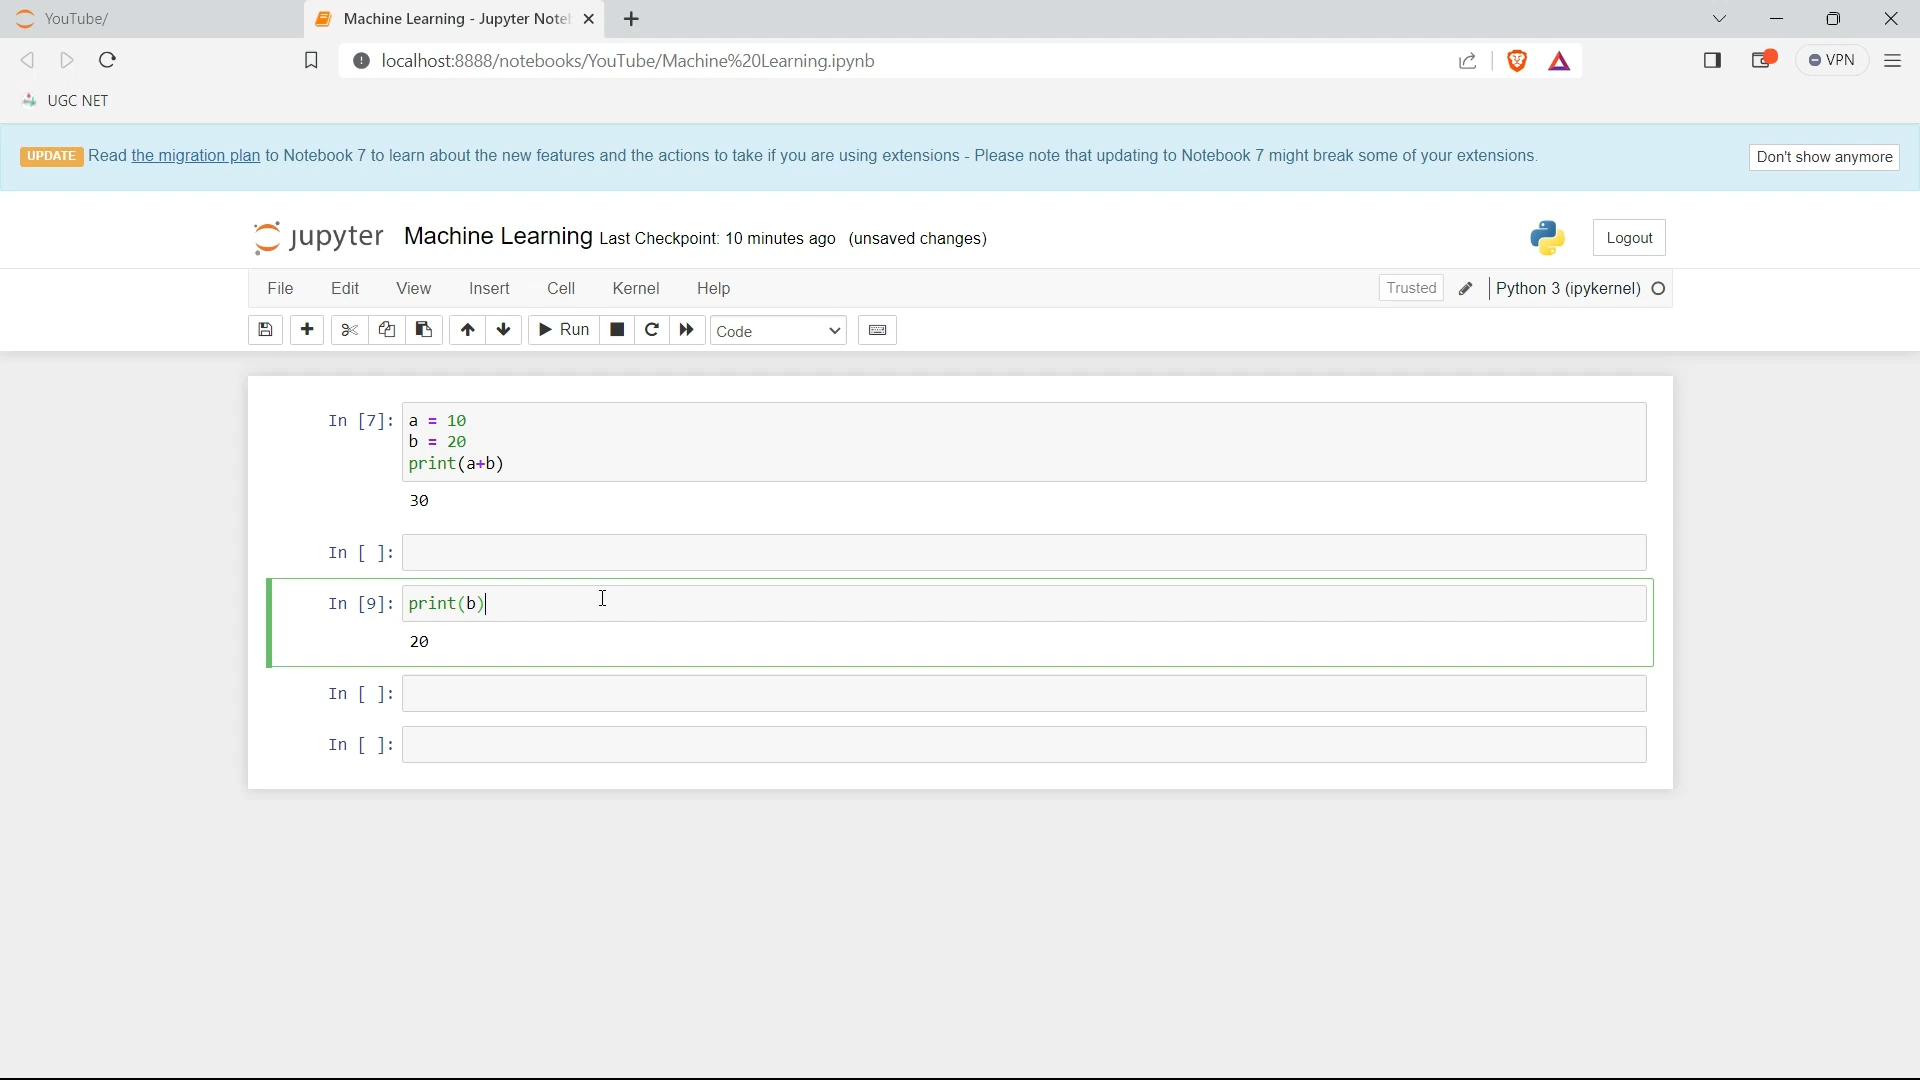 YouTube/
Machine Learning - Jupyter Note
localhost:8888/notebooks/YouTube/Machine%20Learning.ipynb
VPN
UGC NET
UPDATE Read the migration plan to Notebook 7 to learn about the new features and the actions to take if you are using extensions - Please note that updating to Notebook 7 might break some of your extensions.
Don't show anymore
jupyter Machine Learning Last Checkpoint: 10 minutes ago (unsaved changes)
Logout
File Edit View Insert Cell Kernel Help
Trusted
Python 3 (ipykernel)
Run
Code
In [7]: a = 10
b = 20
print(a+b)
30
In [ ]:
In [9]: print(b)
20
In [ ]:
In [ ]: